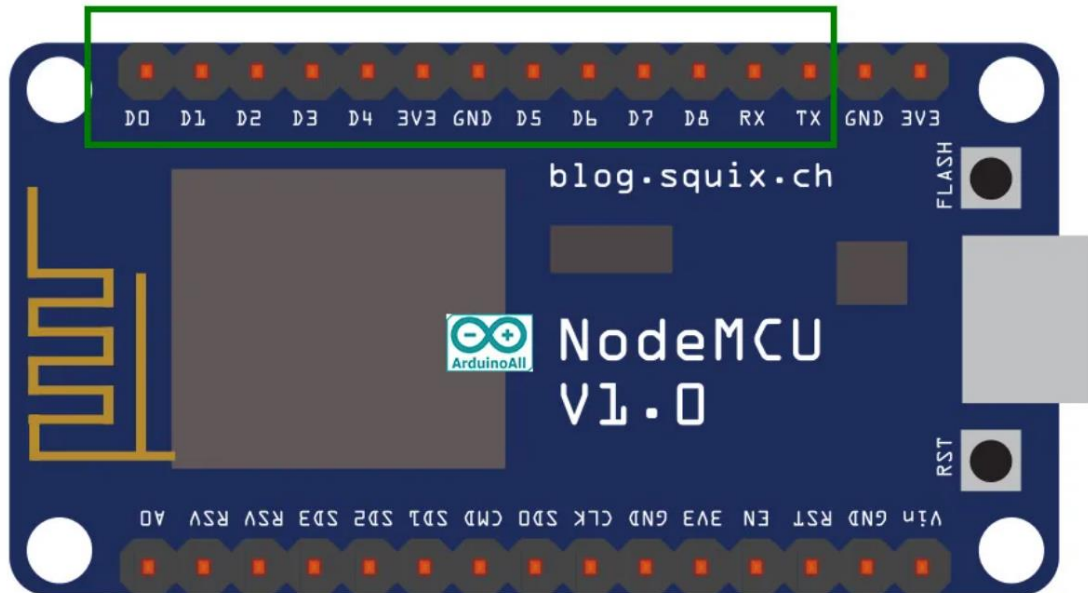 D0 D1 D2 D3 D4 3V3 GND D5 D6 D7 D8 RX TX GND 3V3
blog.squix.ch
FLASH
ArduinoAll
NodeMCU
V1.0
RST
A0 RSV RSV SD3 SD2 SD1 CMD SD0 CLK GND 3V3 EN RST GND Vin